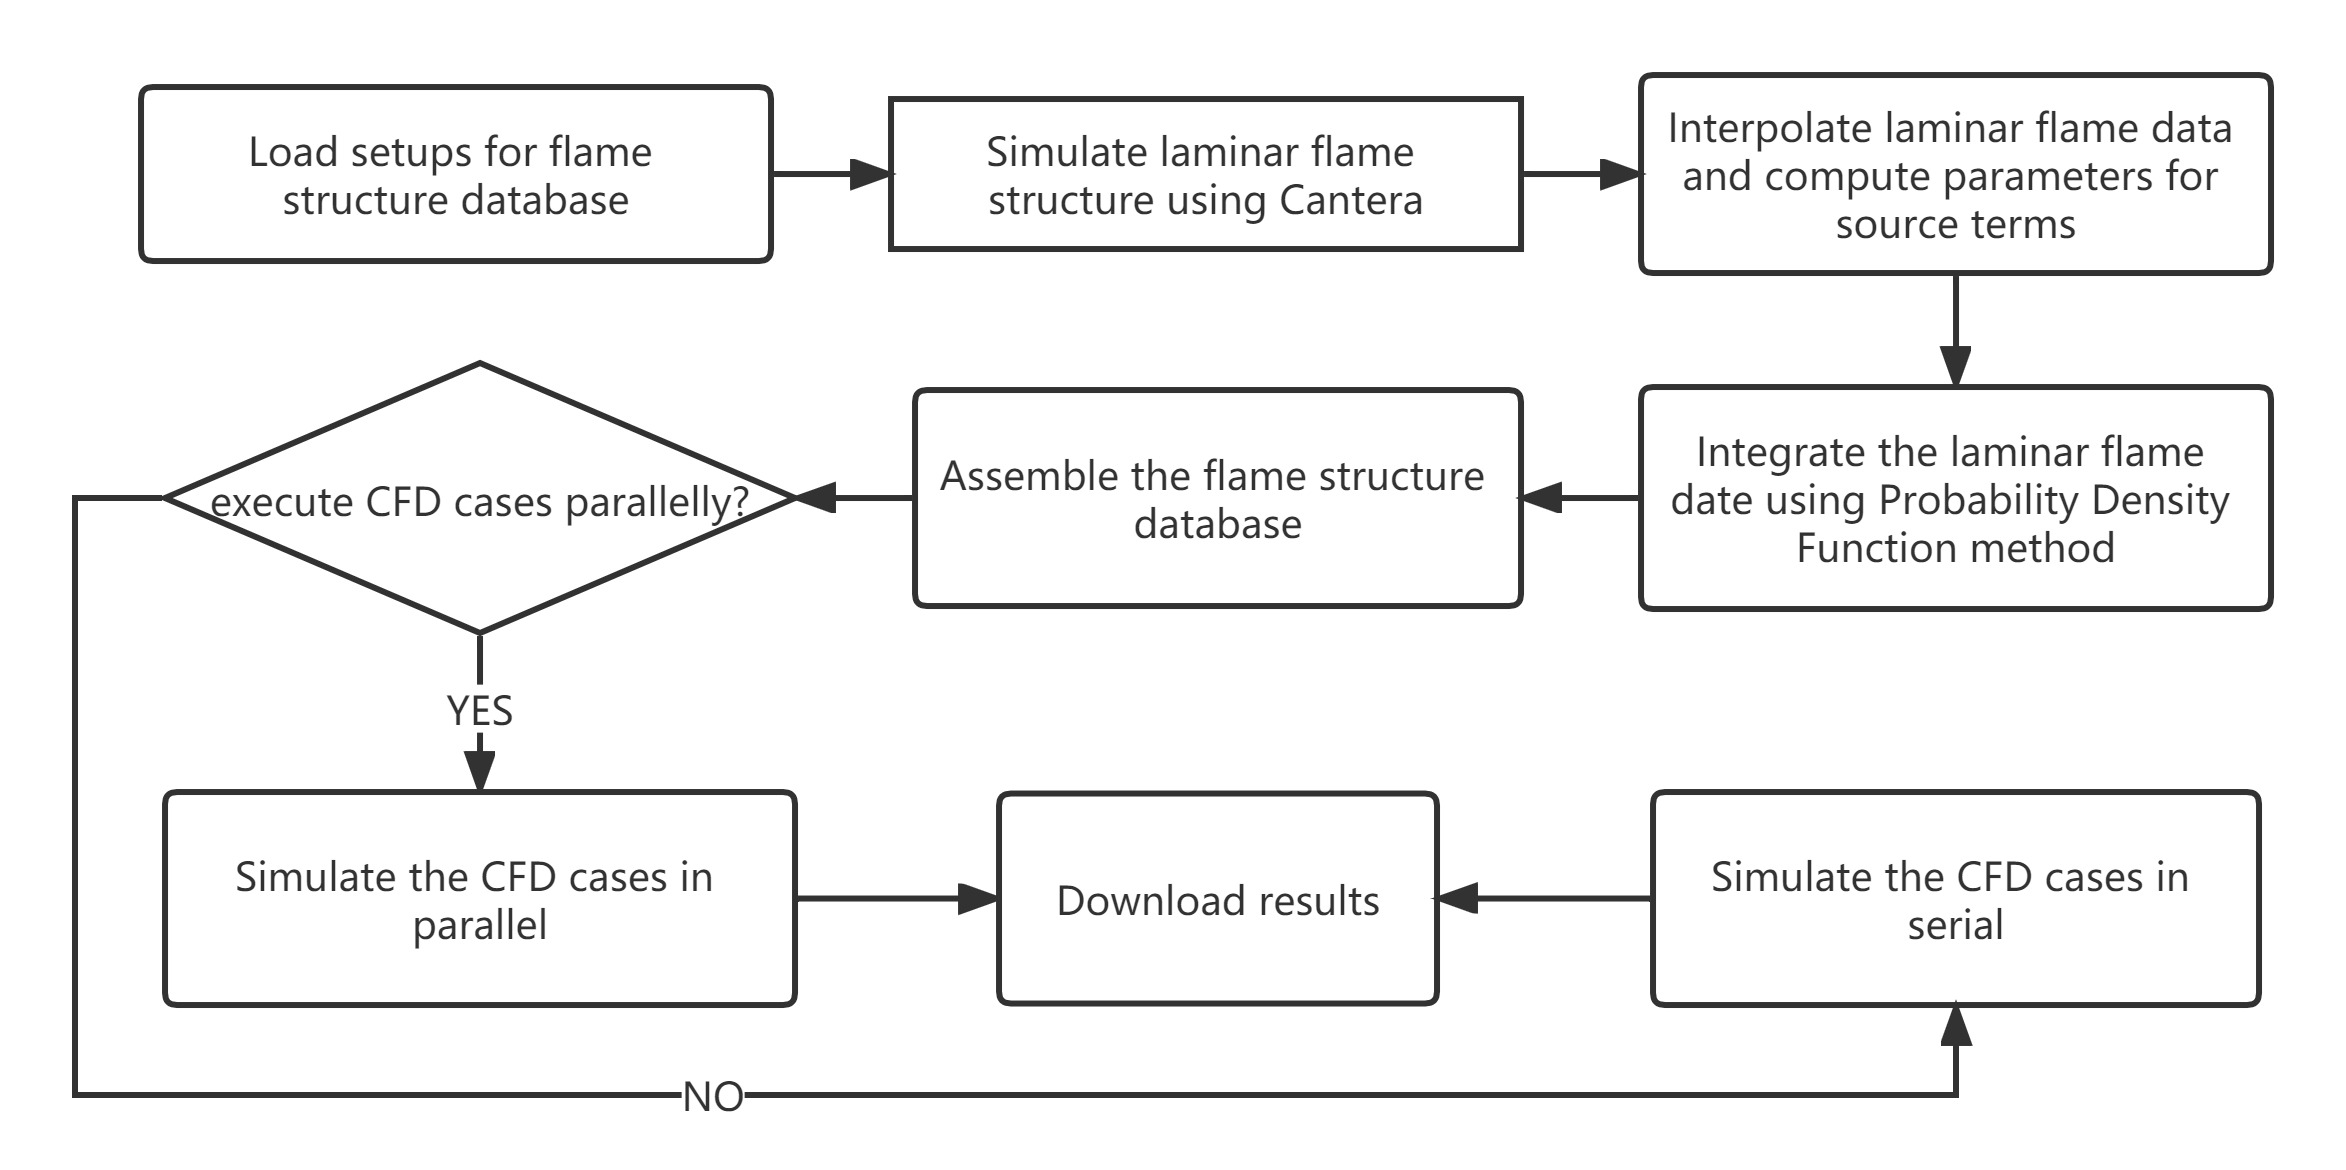 Load setups for flame
structure database
Simulate laminar flame
structure using Cantera
Interpolate laminar flame data
and compute parameters for
source terms
execute CFD cases parallelly?
Assemble the flame structure
database
Integrate the laminar flame
date using Probability Density
Function method
YES
Simulate the CFD cases in
parallel
Download results
Simulate the CFD cases in
serial
NO